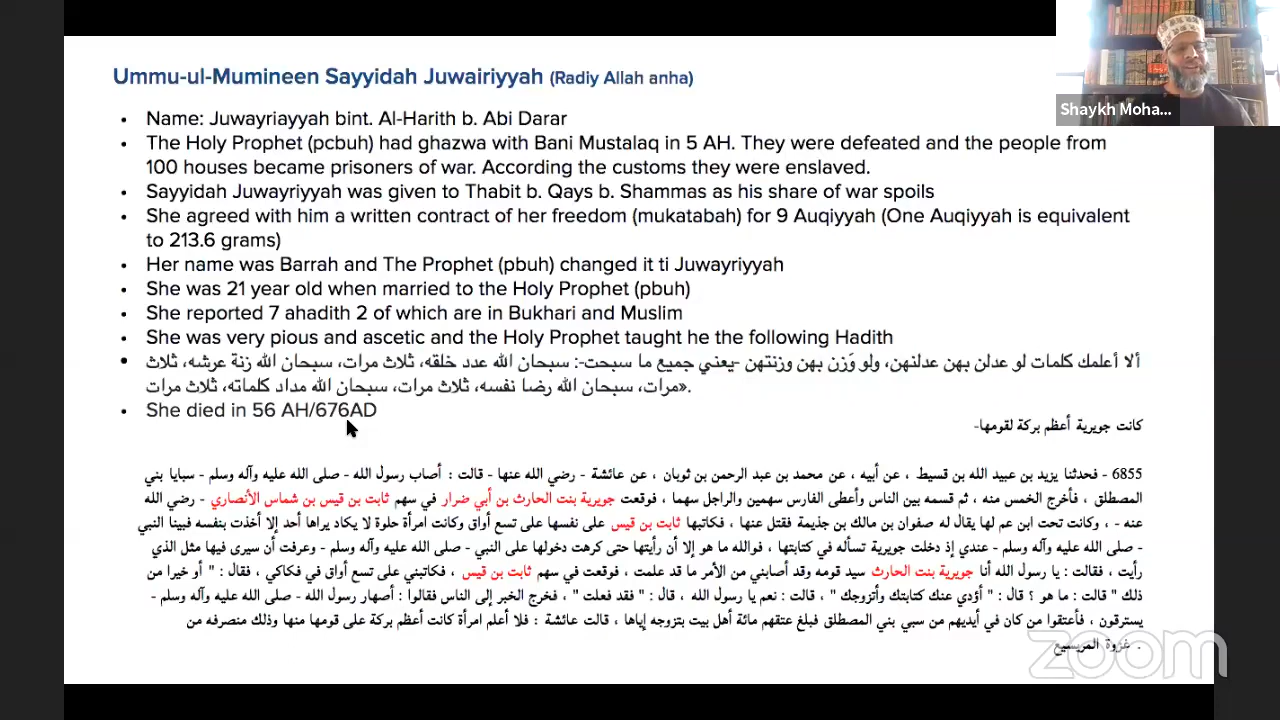 Ummu-ul-Mumineen Sayyidah Juwairiyyah (Radiy Allah anha)
Shaykh Moha...
• Name: Juwayriayyah bint. Al-Harith b. Abi Darar
• The Holy Prophet (pcbuh) had ghazwa with Bani Mustalaq in 5 AH. They were defeated and the people from
100 houses became prisoners of war. According the customs they were enslaved.
• Sayyidah Juwayriyyah was given to Thabit b. Qays b. Shammas as his share of war spoils
• She agreed with him a written contract of her freedom (mukatabah) for 9 Auqiyyah (One Auqiyyah is equivalent
to 213.6 grams)
• Her name was Barrah and The Prophet (pbuh) changed it ti Juwayriyyah
• She was 21 year old when married to the Holy Prophet (pbuh)
• She reported 7 ahadith 2 of which are in Bukhari and Muslim
• She was very pious and ascetic and the Holy Prophet taught he the following Hadith
• ألا أعلمك كلمات لو عدلن بهن عدلتهن، ولو وَزن بهن وزنتهن -يعني جميع ما سبحت-: سبحان الله عدد خلقه، ثلاث مرات، سبحان الله زنة عرشه، ثلاث
مرات، سبحان الله رضا نفسه، ثلاث مرات، سبحان الله مداد كلماته، ثلاث مرات».
• She died in 56 AH/676AD
كانت جويرية أعظم بركة لقومها-
6855 - فحدثنا يزيد بن عبيد الله بن قسيط، عن أبيه ، عن محمد بن عبد الرحمن بن ثوبان ، عن عائشة - رضي الله عنها - قالت : أصاب رسول الله - صلى الله عليه وآله وسلم - سبايا بني
المصطلق ، فأخرج الخمس منه ، ثم قسمه بين الناس وأعطى الفارس سهمين والراجل سهما ، فوقعت جويرية بنت الحارث بن أبي ضرار في سهم ثابت بن قيس بن شماس الأنصاري - رضي الله
عنه - ، وكانت تحت ابن عم لها يقال له صفوان بن مالك بن جذيمة فقتل عنها ، فكاتبها ثابت بن قيس على نفسها على تسع أواق وكانت امرأة حلوة لا يكاد يراها أحد إلا أخذت بنفسه فبينا النبي
- صلى الله عليه وآله وسلم - عندي إذ دخلت جويرية تسأله في كتابتها ، فوالله ما هو إلا أن رأيتها حتى كرهت دخولها على النبي - صلى الله عليه وآله وسلم - وعرفت أن سيرى فيها مثل الذي
رأيت ، فقالت : يا رسول الله أنا جويرية بنت الحارث سيد قومه وقد أصابني من الأمر ما قد علمت ، فوقعت في سهم ثابت بن قيس ، فكاتبني على تسع أواق في فكاكي ، فقال : " أو خيرا من
ذلك " قالت : ما هو ؟ قال : " أؤدي عنك كتابتك وأتزوجك " ، قالت : نعم يا رسول الله ، قال : " فقد فعلت " ، فخرج الخبر إلى الناس فقالوا : أصهار رسول الله - صلى الله عليه وآله وسلم -
يسترقون ، فأعتقوا من كان في أيديهم من سبي بني المصطلق فبلغ عتقهم مائة أهل بيت بتزوجه إياها ، قالت عائشة : فلا أعلم امرأة كانت أعظم بركة على قومها منها وذلك منصرفه من
غزوة المريسيع .
zoom